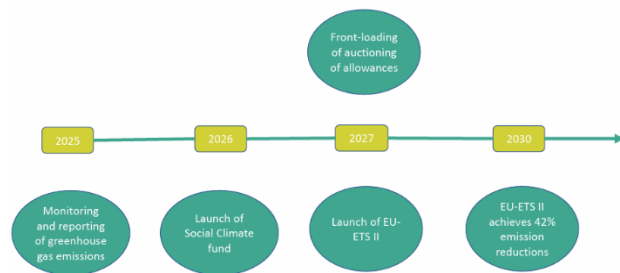 Front-loading
of auctioning
of allowances
2025
2026
2027
2030
Monitoring
and reporting
of greenhouse
gas emissions
Launch of
Social Climate
fund
Launch of EU-
ETS II
EU-ETS II
achieves 42%
emission
reductions